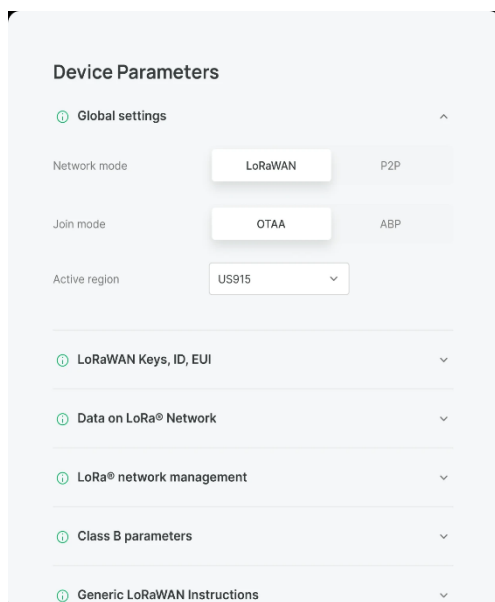 Device Parameters
Global settings
Network mode LoRaWAN P2P
Join mode OTAA ABP
Active region US915
LoRaWAN Keys, ID, EUI
Data on LoRa® Network
LoRa® network management
Class B parameters
Generic LoRaWAN Instructions